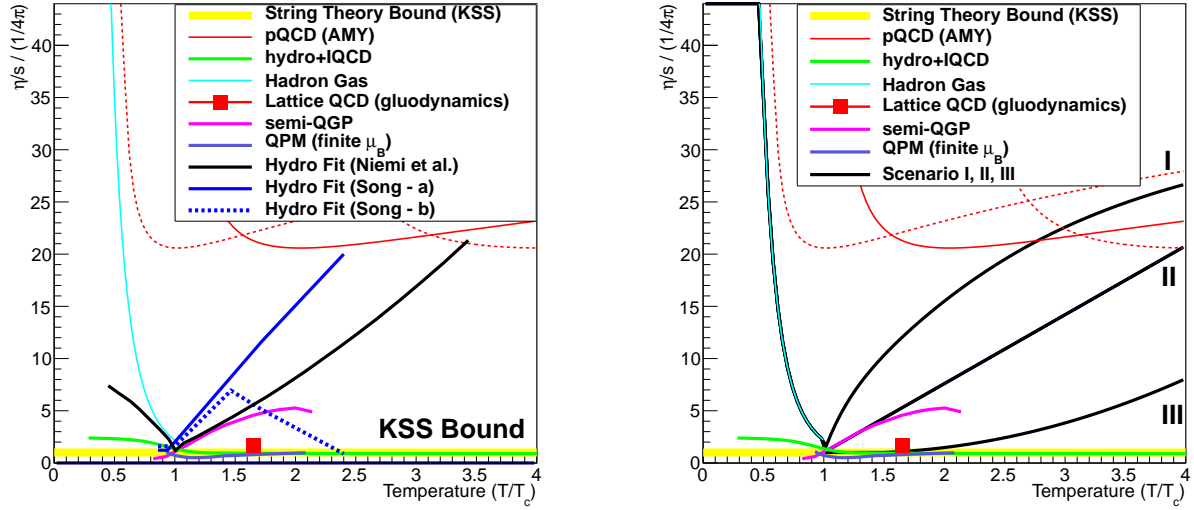 η/s / (1/4π)
String Theory Bound (KSS)
pQCD (AMY)
hydro+lQCD
Hadron Gas
Lattice QCD (gluodynamics)
semi-QGP
QPM (finite μB)
Hydro Fit (Niemi et al.)
Hydro Fit (Song - a)
Hydro Fit (Song - b)
40
35
30
25
20
15
10
5
0
KSS Bound
0 0.5 1 1.5 2 2.5 3 3.5 4
Temperature (T/Tc)
η/s / (1/4π)
String Theory Bound (KSS)
pQCD (AMY)
hydro+lQCD
Hadron Gas
Lattice QCD (gluodynamics)
semi-QGP
QPM (finite μB)
Scenario I, II, III
40
35
30
25
20
15
10
5
0
I
II
III
0 0.5 1 1.5 2 2.5 3 3.5 4
Temperature (T/Tc)